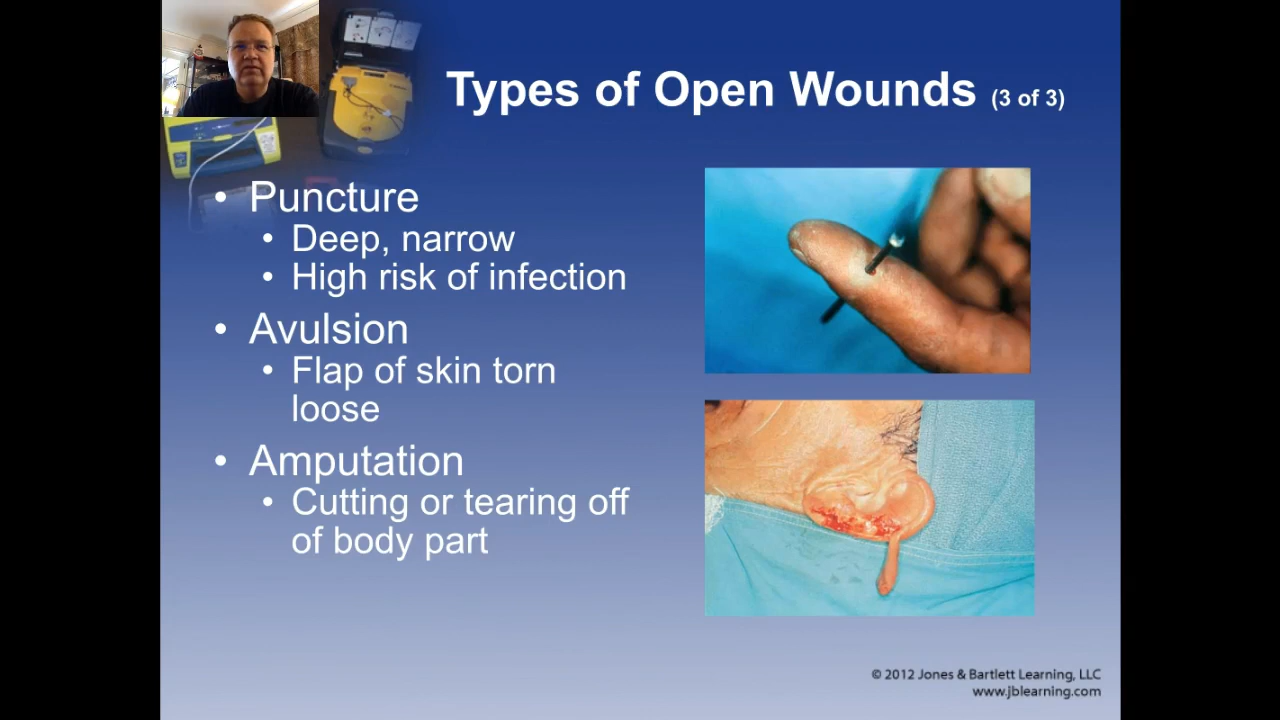 Types of Open Wounds (3 of 3)
• Puncture
• Deep, narrow
• High risk of infection
• Avulsion
• Flap of skin torn
loose
• Amputation
• Cutting or tearing off
of body part
© 2012 Jones & Bartlett Learning, LLC
www.jblearning.com